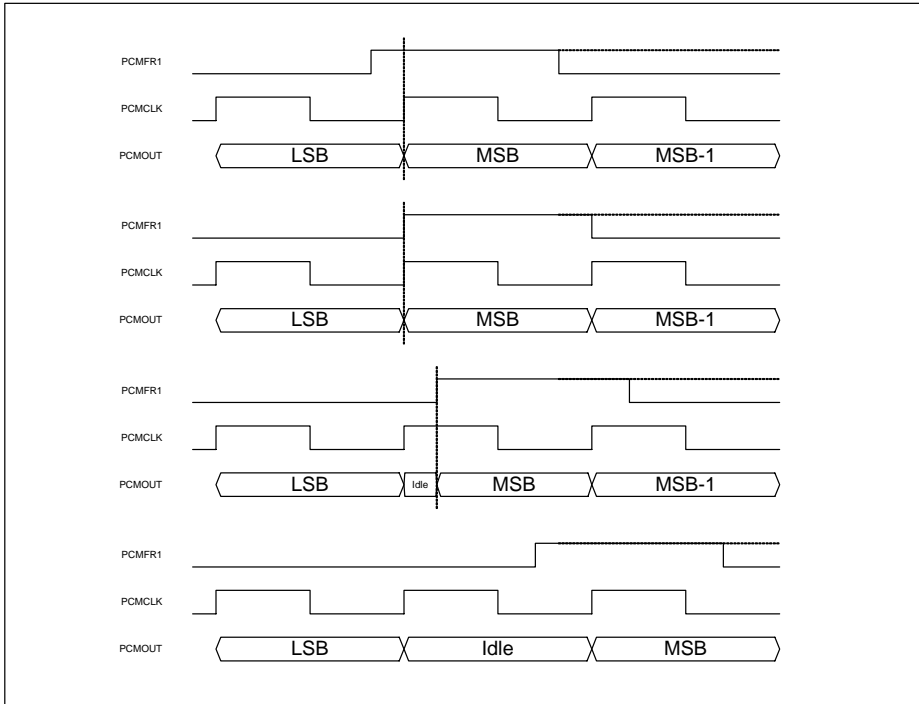 PCMFR1
PCMCLK
PCMOUT LSB MSB MSB-1
PCMFR1
PCMCLK
PCMOUT LSB MSB MSB-1
PCMFR1
PCMCLK
PCMOUT LSB Idle MSB MSB-1
PCMFR1
PCMCLK
PCMOUT LSB Idle MSB